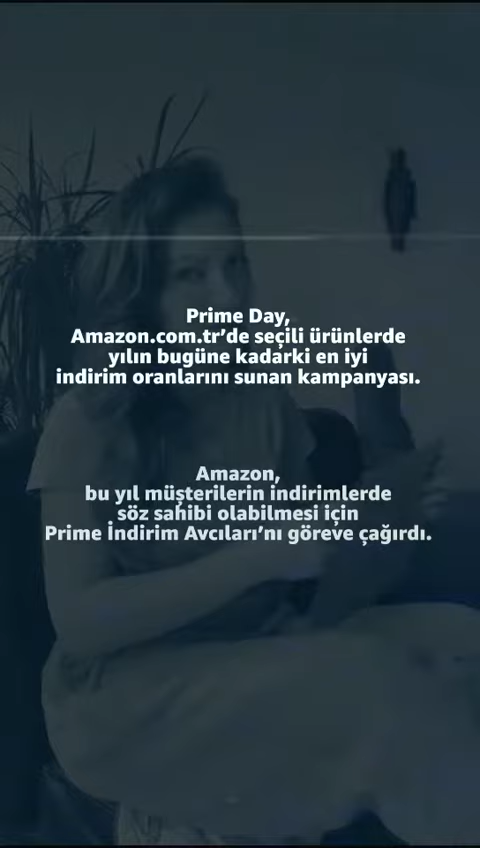 Prime Day,
Amazon.com.tr’de seçili ürünlerde
yılın bugüne kadarki en iyi
indirim oranlarını sunan kampanyası.
Amazon,
bu yıl müşterilerin indirimlerde
söz sahibi olabilmesi için
Prime İndirim Avcıları’nı göreve çağırdı.